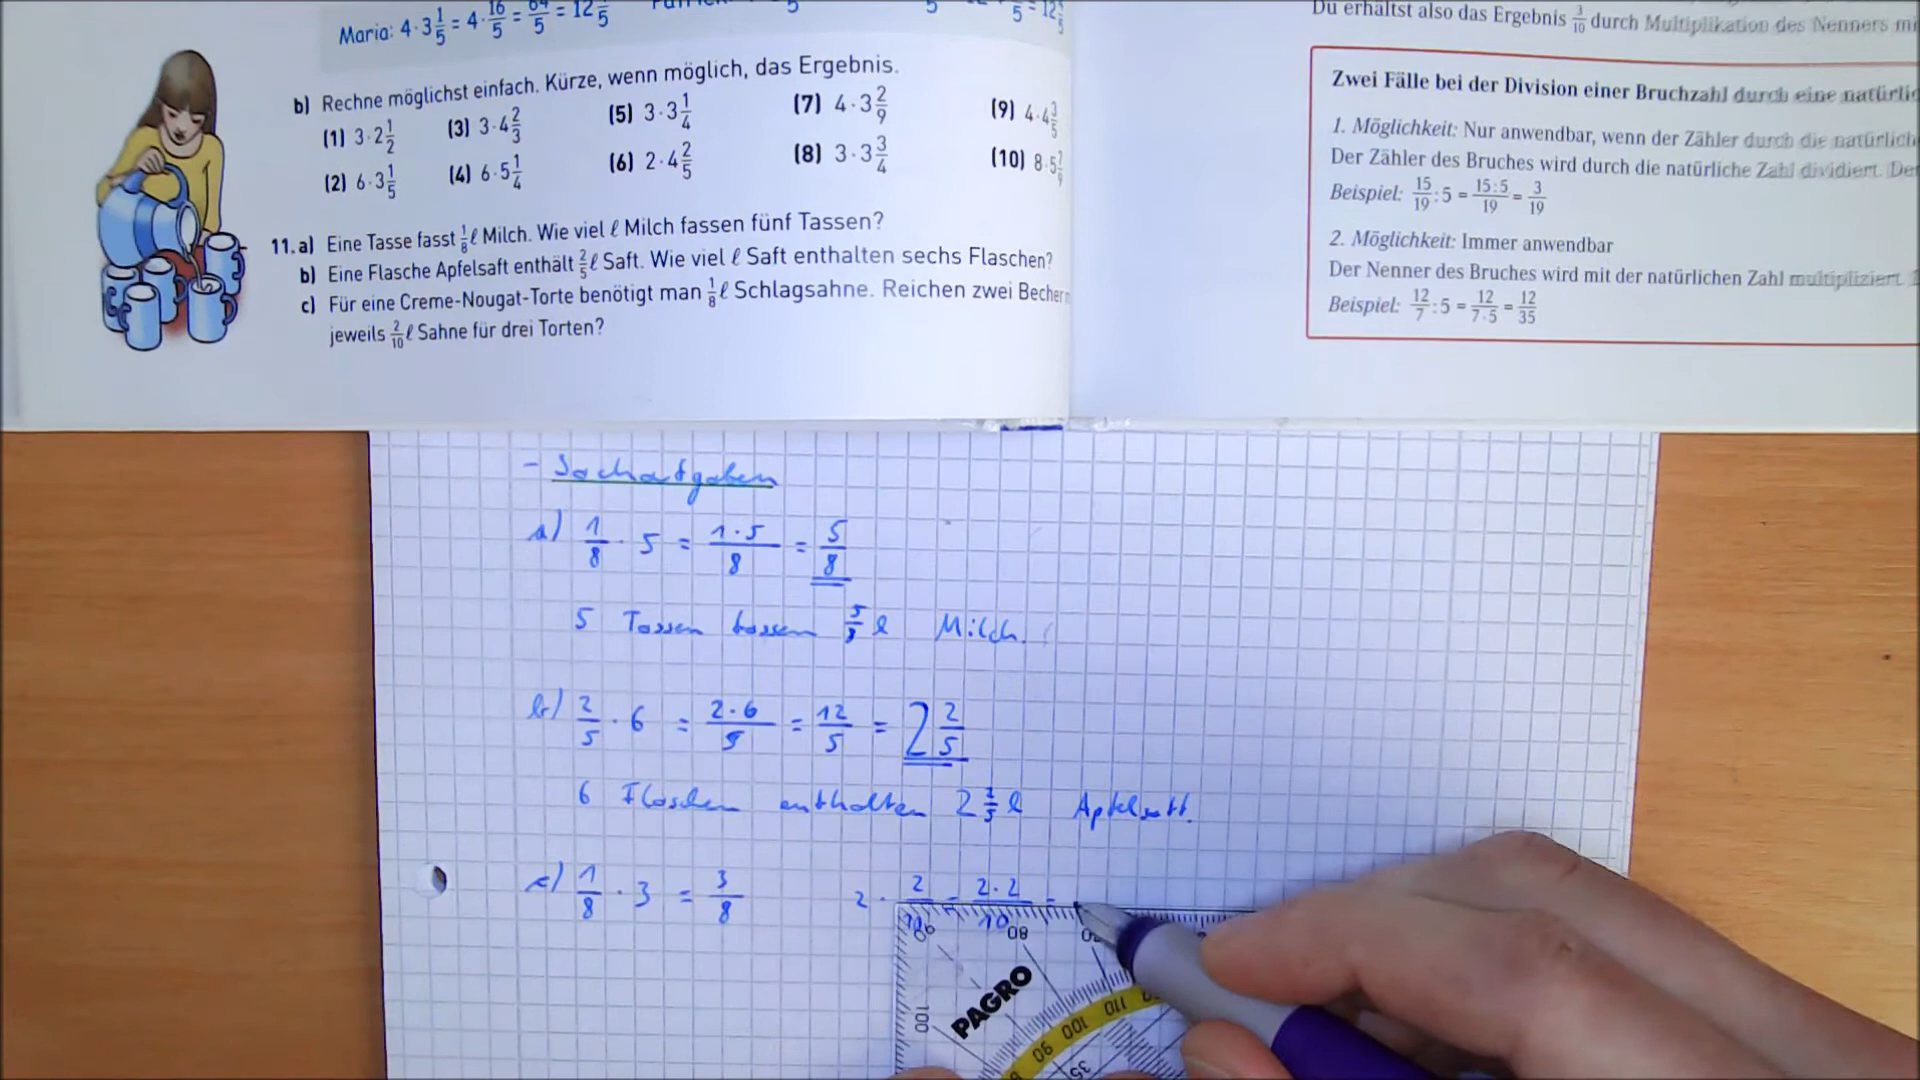 Maria: 4 · 3 1/5 = 4 · 16/5 = 64/5 = 12 4/5
b) Rechne möglichst einfach. Kürze, wenn möglich, das Ergebnis.
(1) 3 · 2 1/2 (3) 3 · 4 2/3 (5) 3 · 3 1/4 (7) 4 · 3 2/9 (9) 4 · 4 3/5
(2) 6 · 3 1/5 (4) 6 · 5 1/4 (6) 2 · 4 2/5 (8) 3 · 3 3/4 (10) 8 · 5
11. a) Eine Tasse fasst 1/8 ℓ Milch. Wie viel ℓ Milch fassen fünf Tassen?
b) Eine Flasche Apfelsaft enthält 2/5 ℓ Saft. Wie viel ℓ Saft enthalten sechs Flaschen?
c) Für eine Creme-Nougat-Torte benötigt man 1/8 ℓ Schlagsahne. Reichen zwei Becher
jeweils 2/10 ℓ Sahne für drei Torten?
Du erhältst also das Ergebnis 3/10 durch Multiplikation des Nenners
Zwei Fälle bei der Division einer Bruchzahl durch eine
1. Möglichkeit: Nur anwendbar, wenn der Zähler durch die
Der Zähler des Bruches wird durch die natürliche Zahl dividiert.
Beispiel: 15/19 : 5 = 15:5/19 = 3/19
2. Möglichkeit: Immer anwendbar
Der Nenner des Bruches wird mit der natürlichen Zahl multipliziert.
Beispiel: 12/7 : 5 = 12/7·5 = 12/35
- Sachaufgaben
a) 1/8 · 5 = 1·5/8 = 5/8
5 Tassen fassen 5/8 l Milch.
b) 2/5 · 6 = 2·6/5 = 12/5 = 2 2/5
6 Flaschen enthalten 2 2/5 l Apfelsaft.
c) 1/8 · 3 = 3/8 2 · 2/10 = 2·2/10 =
PAGRO
80
100
110
100
90
35